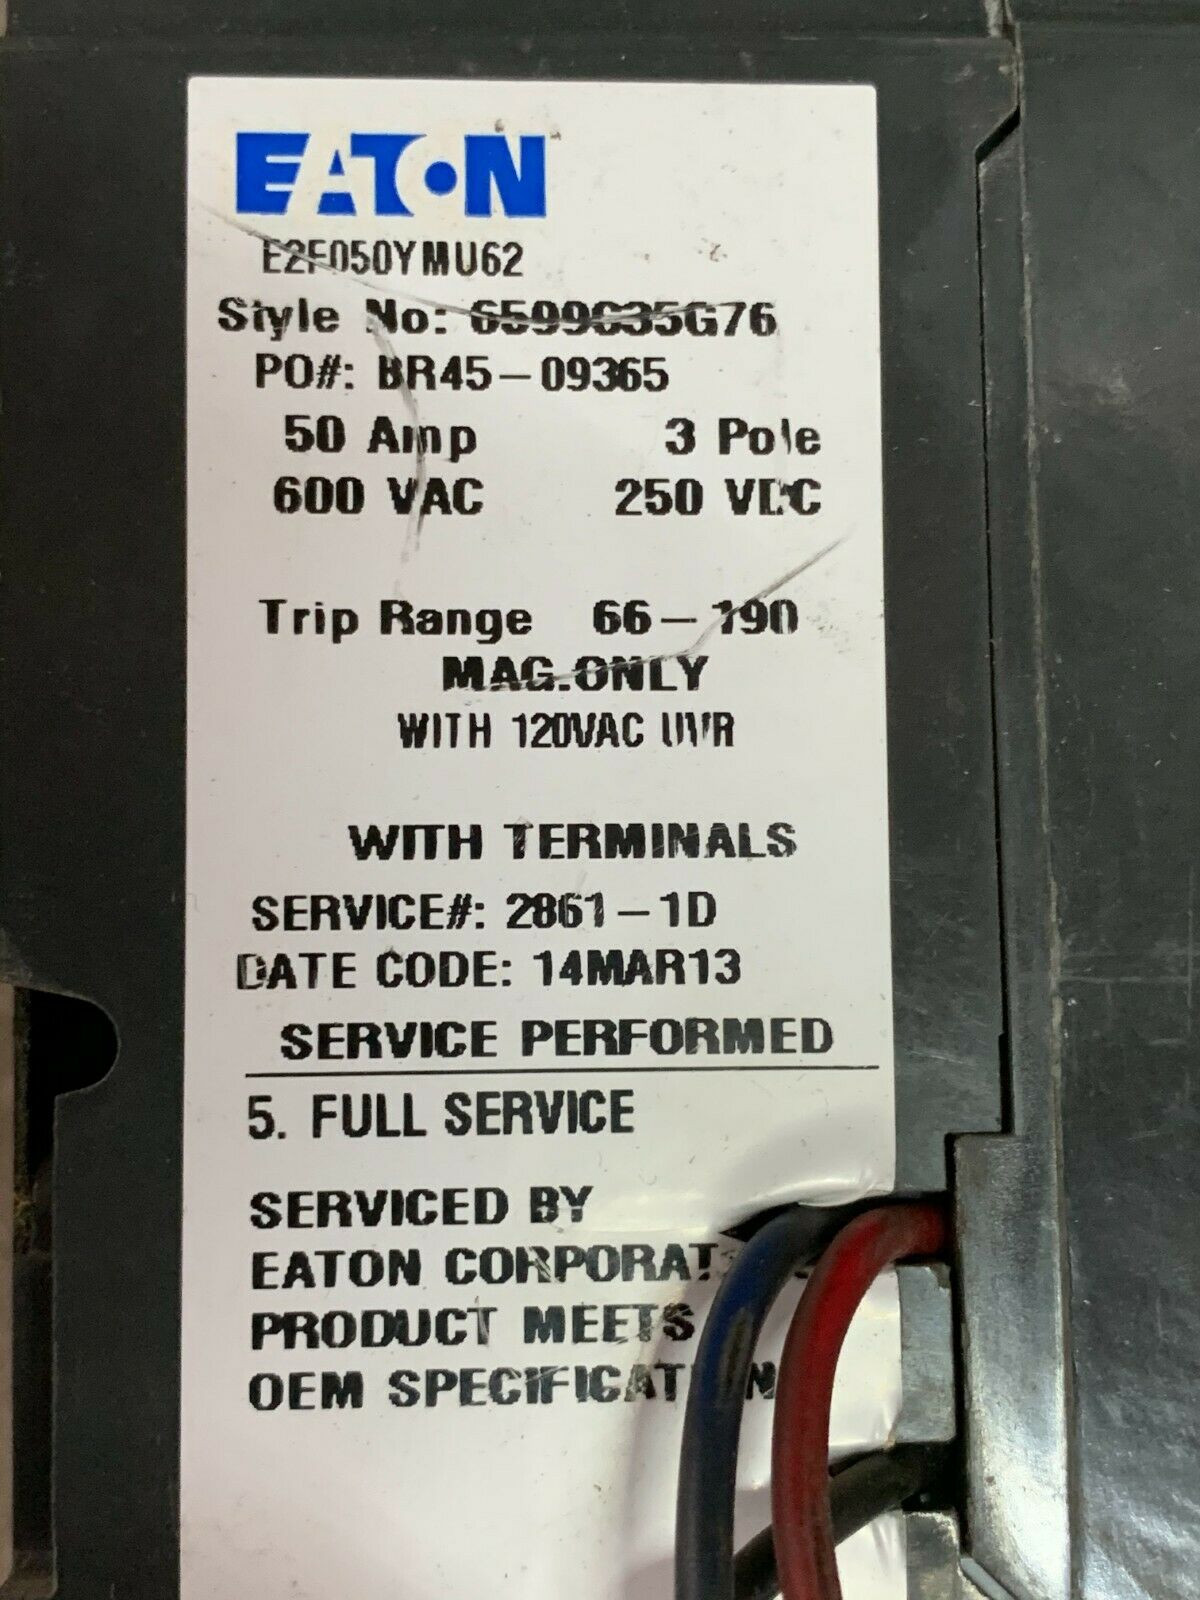 EATON
E2F050YMU62
Style No: 6599C35G76
PO#: BR45-09365
50 Amp 3 Pole
600 VAC 250 VDC
Trip Range 66-190
MAG.ONLY
WITH 120VAC UVR
WITH TERMINALS
SERVICE#: 2861-1D
DATE CODE: 14MAR13
SERVICE PERFORMED
5. FULL SERVICE
SERVICED BY
EATON CORPORAT
PRODUCT MEETS
OEM SPECIFICAT N